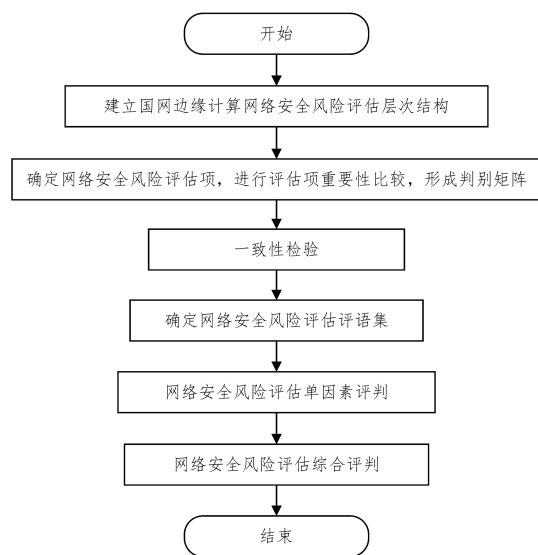 开始
建立国网边缘计算网络安全风险评估层次结构
确定网络安全风险评估项，进行评估项重要性比较，形成判别矩阵
一致性检验
确定网络安全风险评估评语集
网络安全风险评估单因素评判
网络安全风险评估综合评判
结束